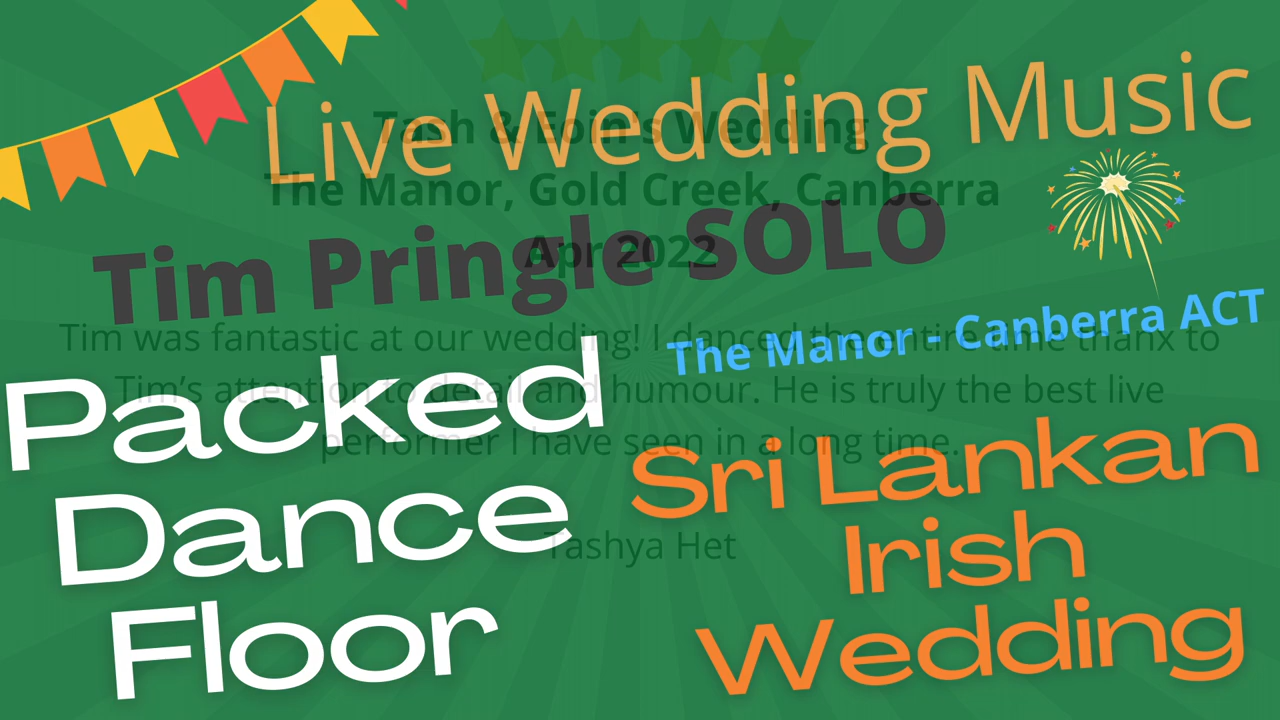 Live Wedding Music
Tash & Eoin's Wedding
The Manor, Gold Creek, Canberra
Tim Pringle SOLO
Apr 2022
The Manor - Canberra ACT
Tim was fantastic at our wedding! I danced the entire time thanx to
Tim's attention to detail and humour. He is truly the best live
performer I have seen in a long time.
Tashya Het
Packed
Dance
Floor
Sri Lankan
Irish
Wedding